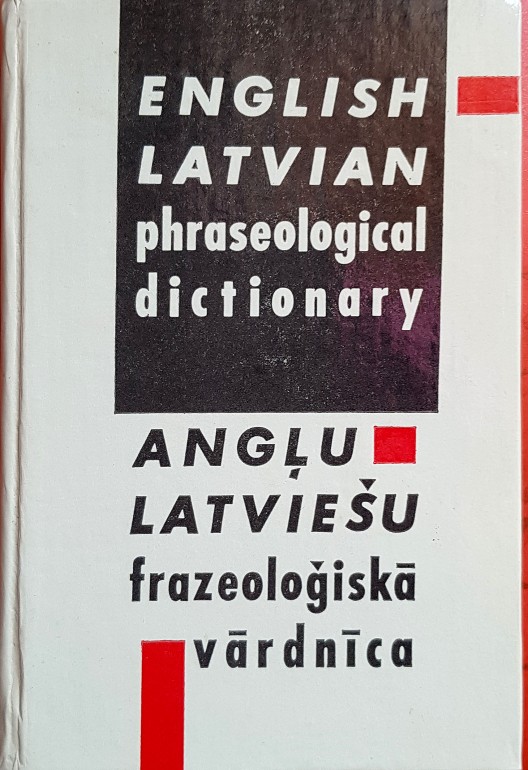 ENGLISH
LATVIAN
phraseological
dictionary
ANGĻU
LATVIEŠU
frazeoloģiskā
vārdnīca